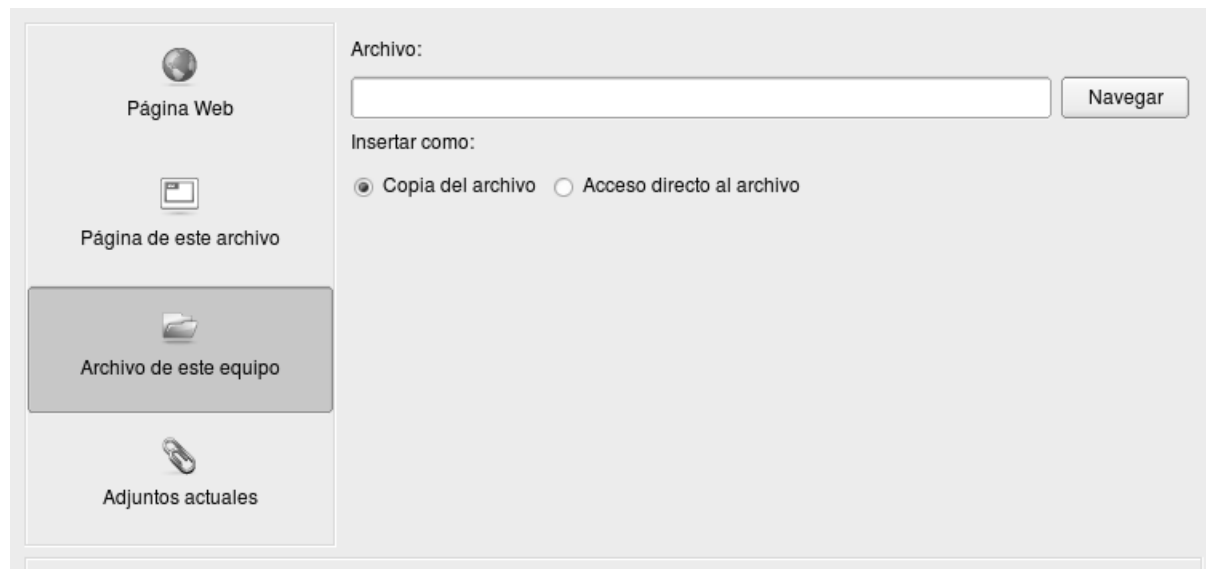 Página Web
Página de este archivo
Archivo de este equipo
Adjuntos actuales
Archivo:
Navegar
Insertar como:
Copia del archivo Acceso directo al archivo